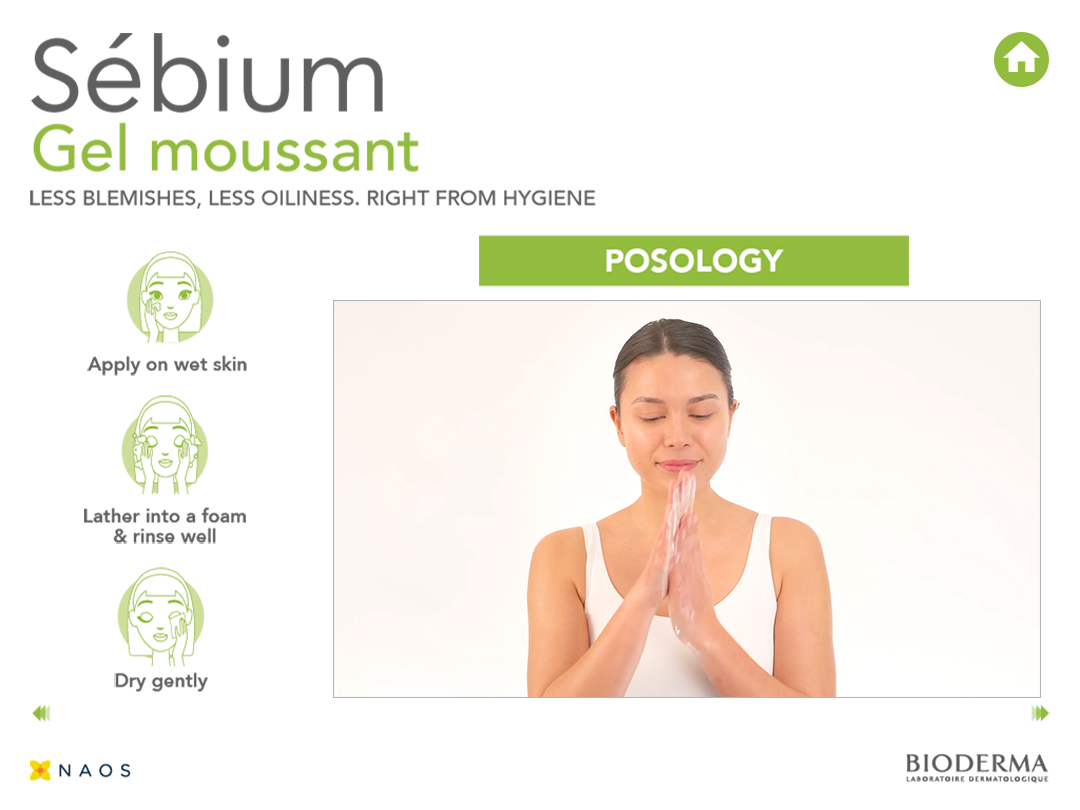 Sébium
Gel moussant
LESS BLEMISHES, LESS OILINESS. RIGHT FROM HYGIENE
POSOLOGY
Apply on wet skin
Lather into a foam
& rinse well
Dry gently
NAOS
BIODERMA
LABORATOIRE DERMATOLOGIQUE